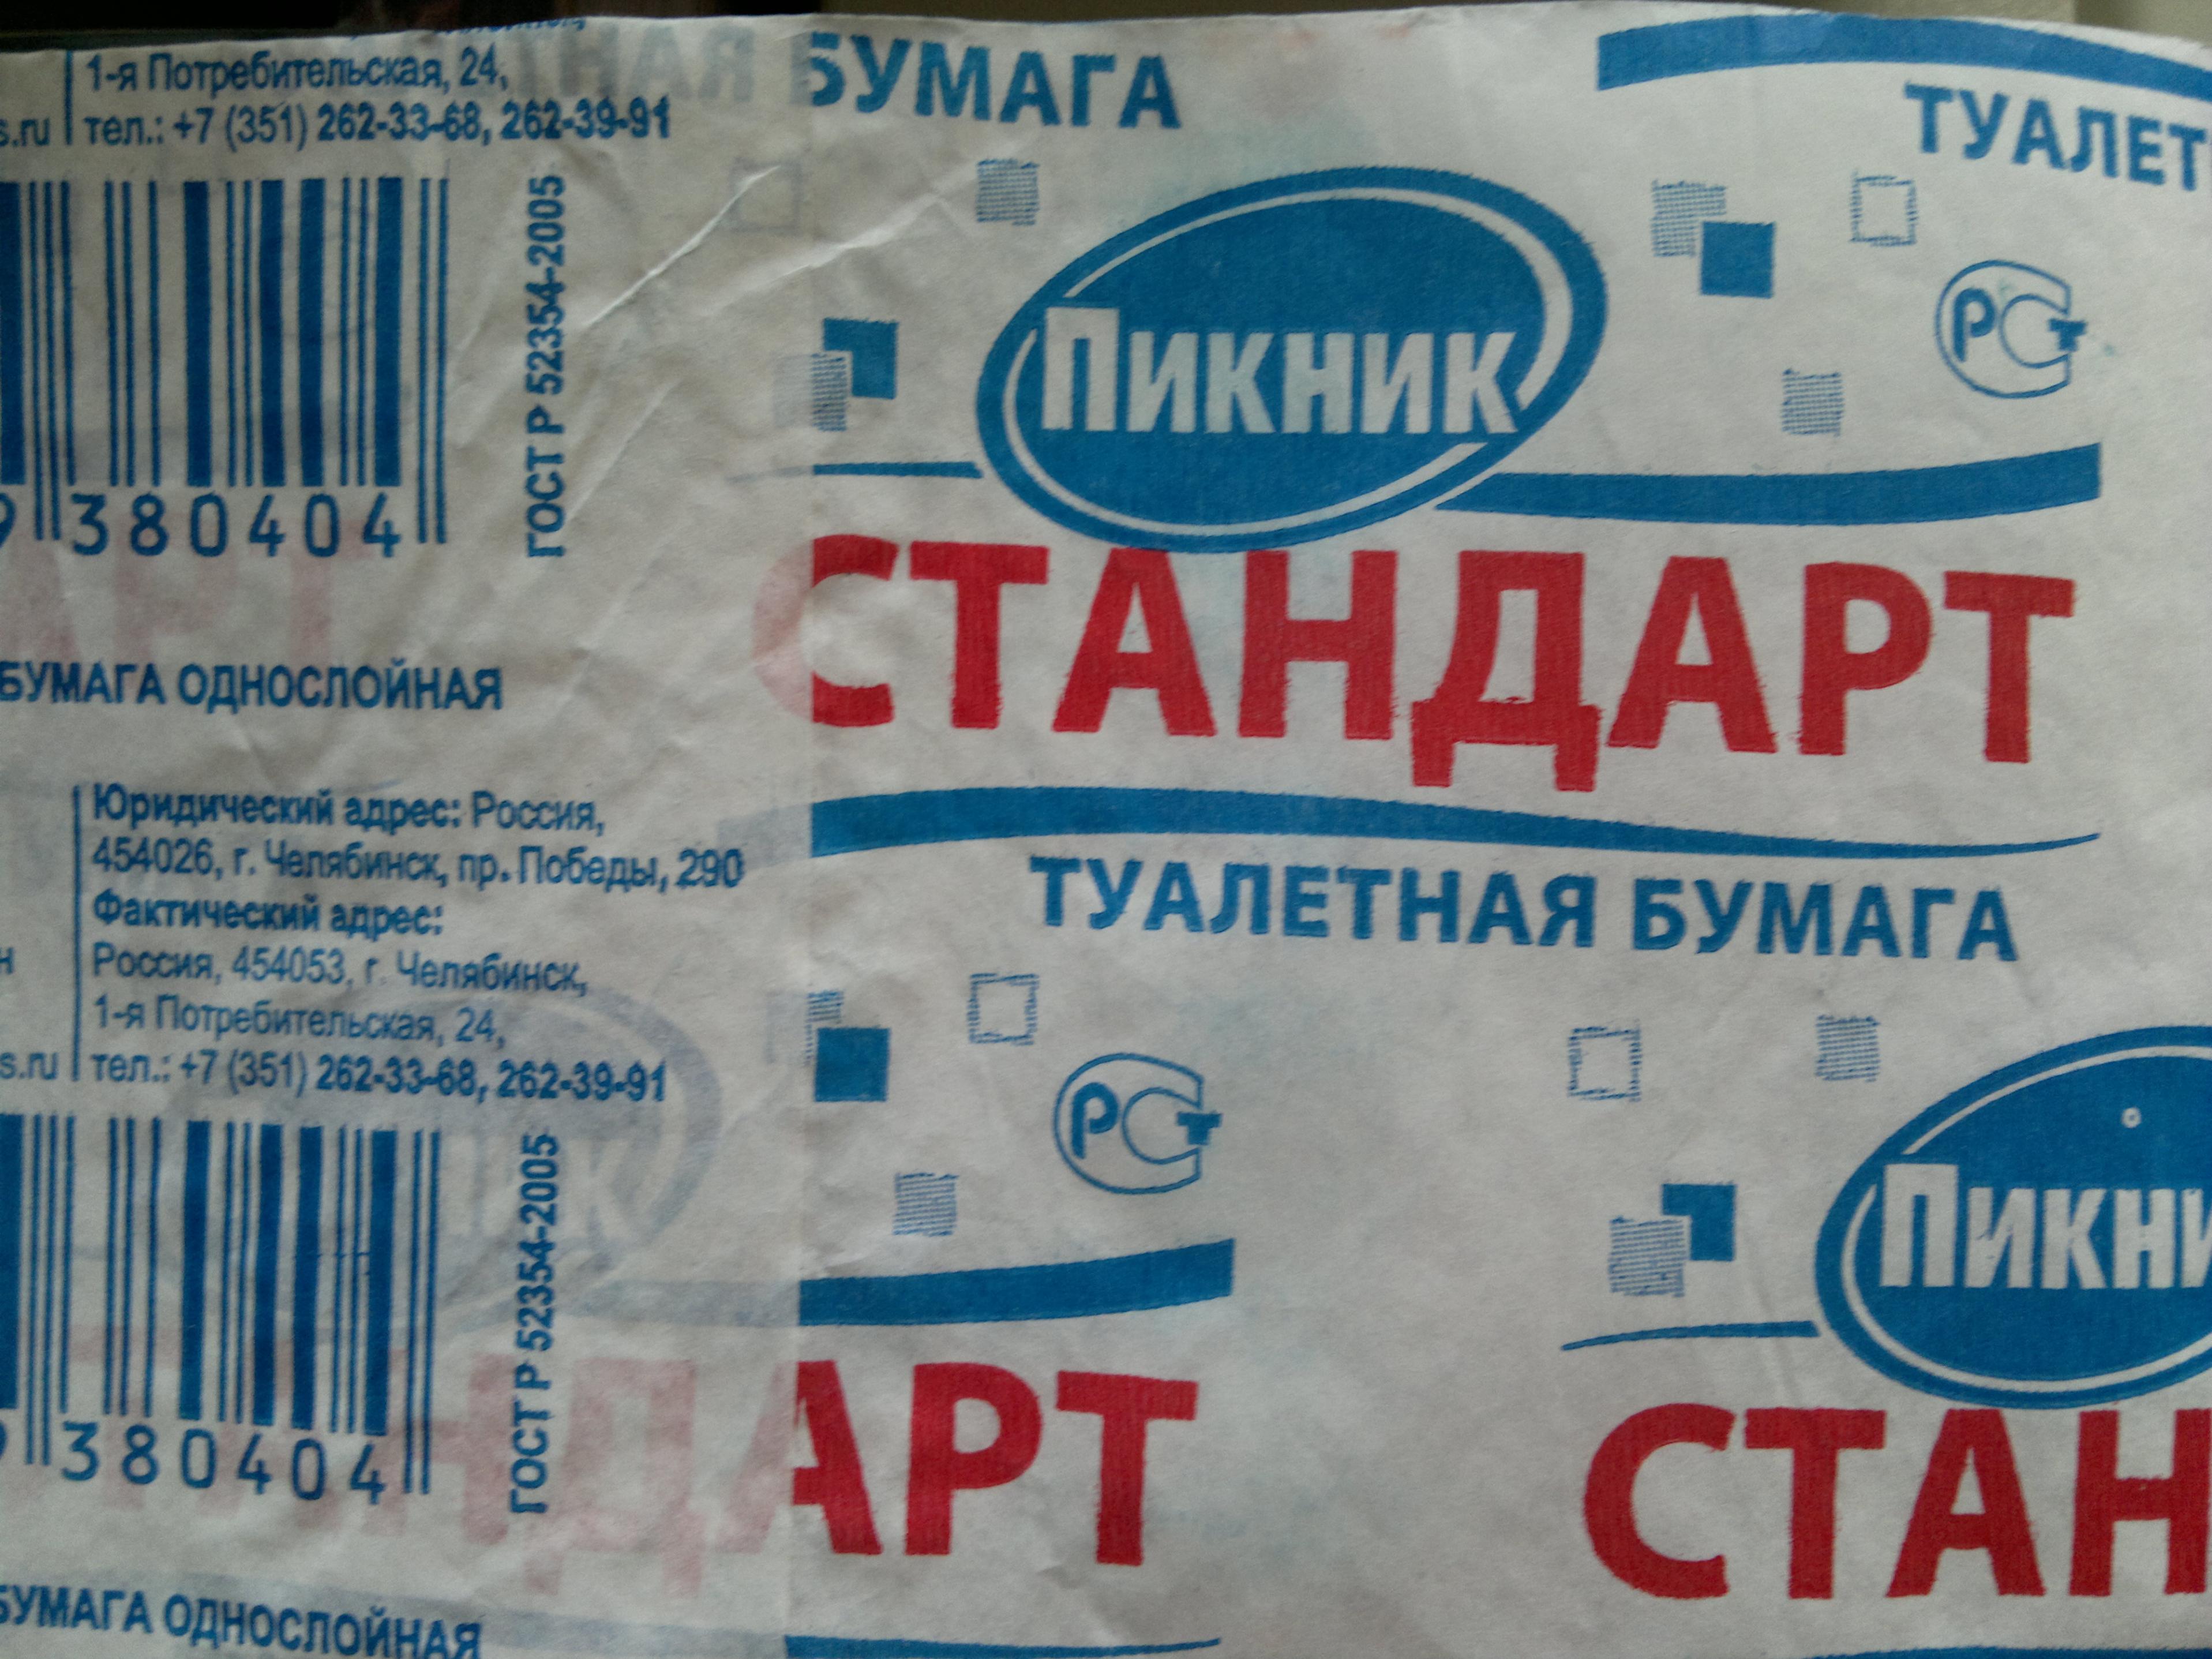 1-я Потребительская, 24,
s.ru тел.: +7 (351) 262-33-68, 262-39-91
380404
ГОСТ Р 52354-2005
БУМАГА ОДНОСЛОЙНАЯ
Юридический адрес: Россия,
454026, г. Челябинск, пр. Победы, 290
Фактический адрес:
Россия, 454053, г. Челябинск,
1-я Потребительская, 24,
s.ru тел.: +7 (351) 262-33-68, 262-39-91
380404
ГОСТ Р 52354-2005
БУМАГА ОДНОСЛОЙНАЯ
БУМАГА
ТУАЛЕТ
Пикник
РСТ
СТАНДАРТ
ТУАЛЕТНАЯ БУМАГА
РСТ
АРТ
Пикни
СТАН